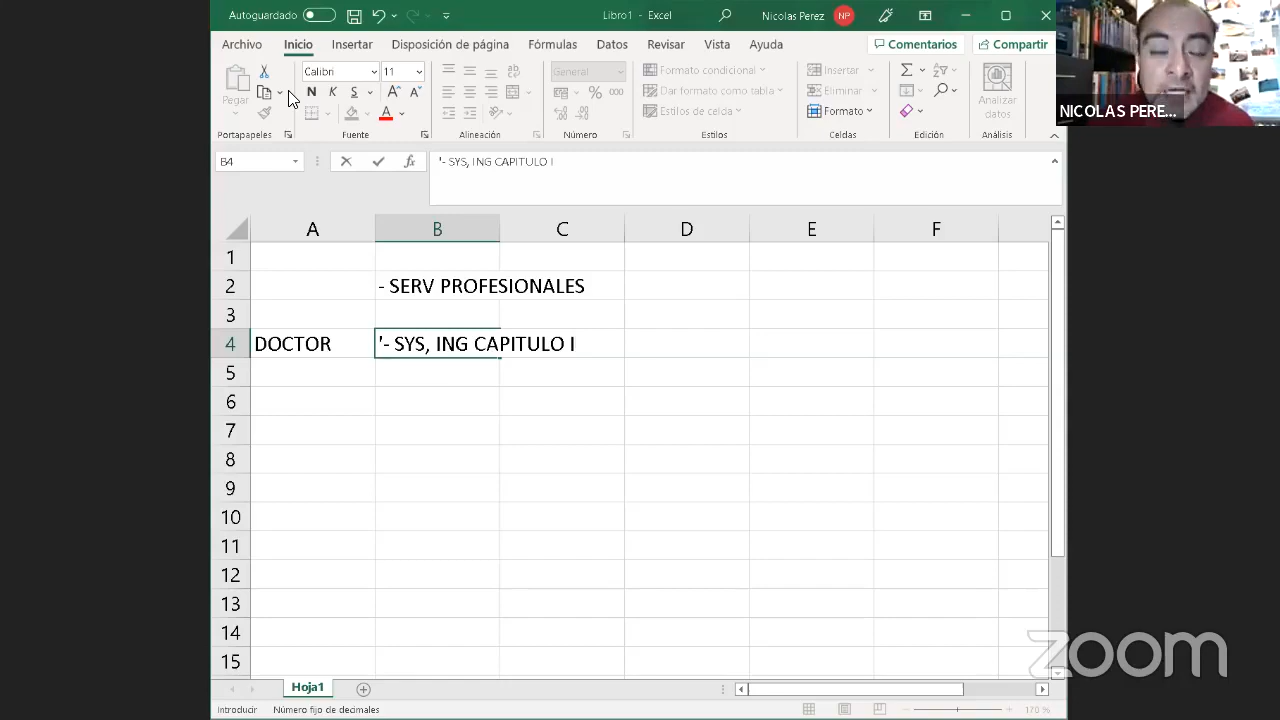 Autoguardado
Libro1 - Excel
Nicolas Perez
NP
Archivo
Inicio
Insertar
Disposición de página
Fórmulas
Datos
Revisar
Vista
Ayuda
Comentarios
Compartir
Pegar
Calibri
11
N K S
A A
A
General
% 000
Formato condicional
Dar formato como tabla
Estilos de celda
Insertar
Eliminar
Formato
Analizar
datos
Portapapeles
Fuente
Alineación
Número
Estilos
Celdas
Edición
Análisis
NICOLAS PERE...
B4
fx
'- SYS, ING CAPITULO I
A B C D E F
1
2 - SERV PROFESIONALES
3
4 DOCTOR '- SYS, ING CAPITULO I
5
6
7
8
9
10
11
12
13
14
15
zoom
Hoja1
Introducir
Número fijo de decimales
170 %